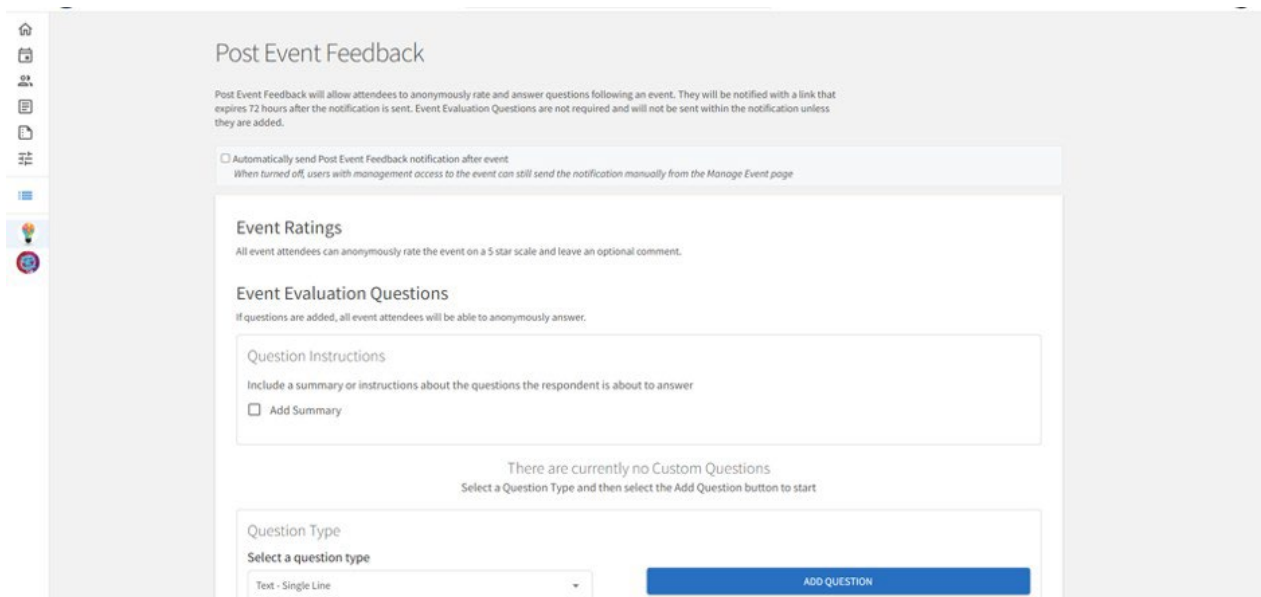 Post Event Feedback
Post Event Feedback will allow attendees to anonymously rate and answer questions following an event. They will be notified with a link that
expires 72 hours after the notification is sent. Event Evaluation Questions are not required and will not be sent within the notification unless
they are added.
Automatically send Post Event Feedback notification after event
When turned off, users with management access to the event can still send the notification manually from the Manage Event page
Event Ratings
All event attendees can anonymously rate the event on a 5 star scale and leave an optional comment.
Event Evaluation Questions
If questions are added, all event attendees will be able to anonymously answer.
Question Instructions
Include a summary or instructions about the questions the respondent is about to answer
Add Summary
There are currently no Custom Questions
Select a Question Type and then select the Add Question button to start
Question Type
Select a question type
Text - Single Line
ADD QUESTION